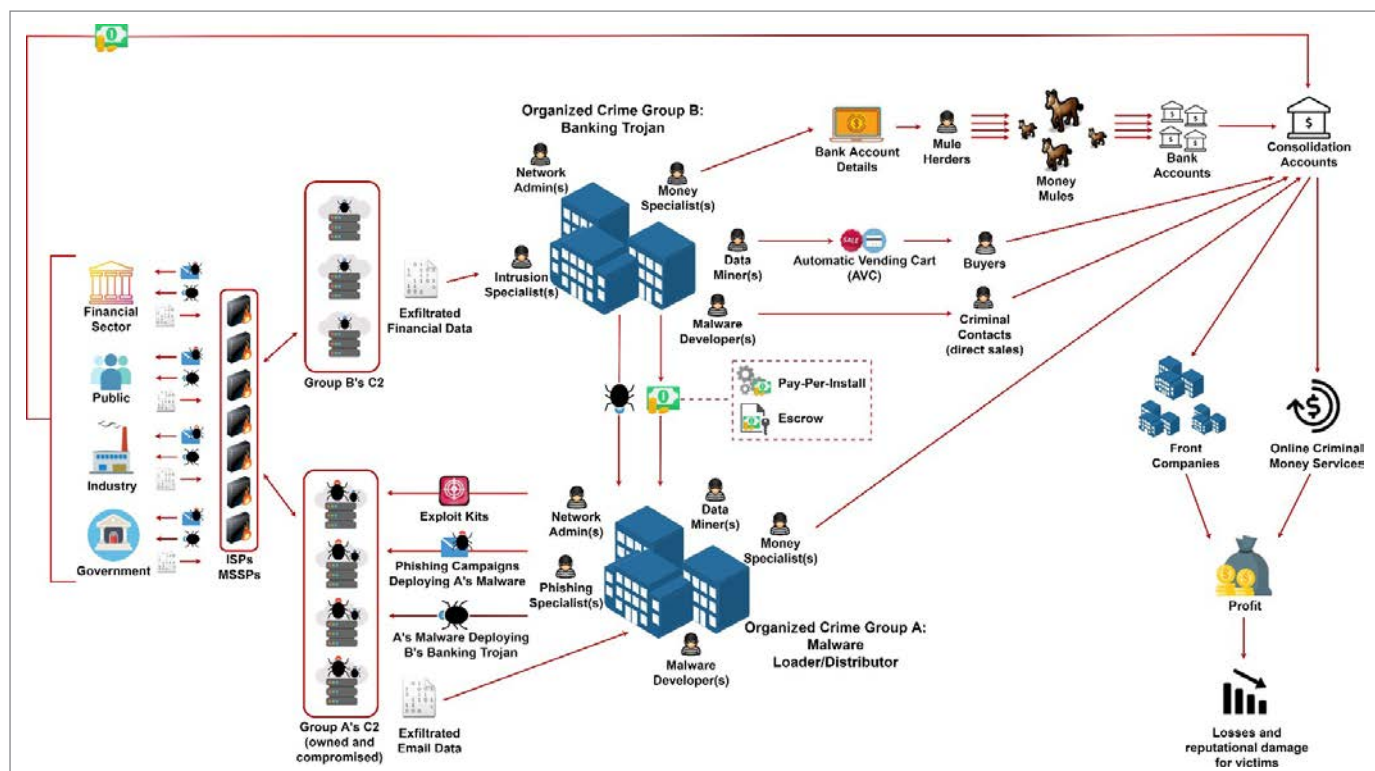 Organized Crime Group B:
Banking Trojan
Network
Admin(s)
Money
Specialist(s)
Bank Account
Details
Mule
Herders
Money
Mules
Bank
Accounts
Consolidation
Accounts
Intrusion
Specialist(s)
Data
Miner(s)
SALE
Automatic Vending Cart
(AVC)
Buyers
Malware
Developer(s)
Criminal
Contacts
(direct sales)
Exfiltrated
Financial Data
Group B's C2
Financial
Sector
Public
Industry
Government
ISPs
MSSPs
Pay-Per-Install
Escrow
Exploit Kits
Phishing Campaigns
Deploying A's Malware
A's Malware Deploying
B's Banking Trojan
Group A's C2
(owned and
compromised)
Exfiltrated
Email Data
Network
Admin(s)
Data
Miner(s)
Money
Specialist(s)
Phishing
Specialist(s)
Malware
Developer(s)
Organized Crime Group A:
Malware
Loader/Distributor
Front
Companies
Online Criminal
Money Services
Profit
Losses and
reputational damage
for victims